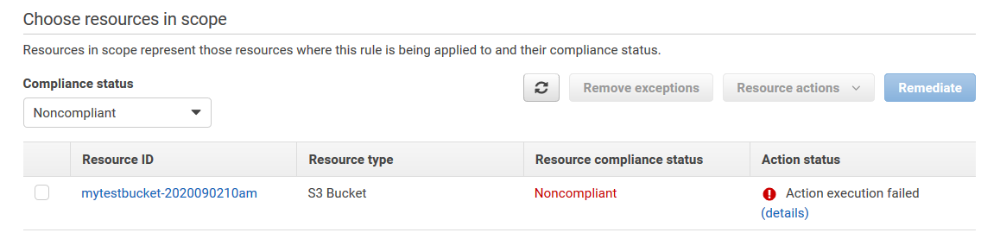 Choose resources in scope
Resources in scope represent those resources where this rule is being applied to and their compliance status.
Compliance status
Noncompliant
Remove exceptions
Resource actions
Remediate
Resource ID
Resource type
Resource compliance status
Action status
mytestbucket-2020090210am
S3 Bucket
Noncompliant
Action execution failed
(details)